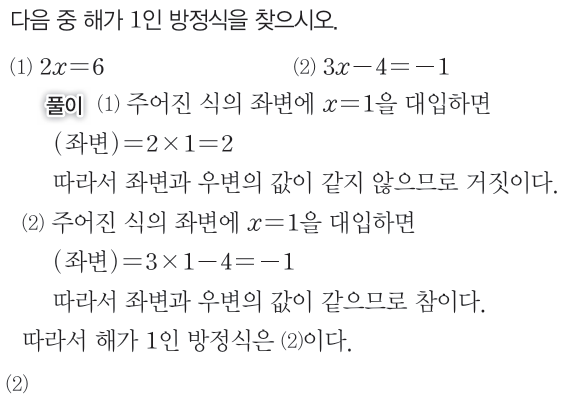 다음 중 해가 1인 방정식을 찾으시오.
(1) 2x=6 (2) 3x-4=-1
풀이 (1) 주어진 식의 좌변에 x=1을 대입하면
(좌변)=2×1=2
따라서 좌변과 우변의 값이 같지 않으므로 거짓이다.
(2) 주어진 식의 좌변에 x=1을 대입하면
(좌변)=3×1-4=-1
따라서 좌변과 우변의 값이 같으므로 참이다.
따라서 해가 1인 방정식은 (2)이다.
(2)